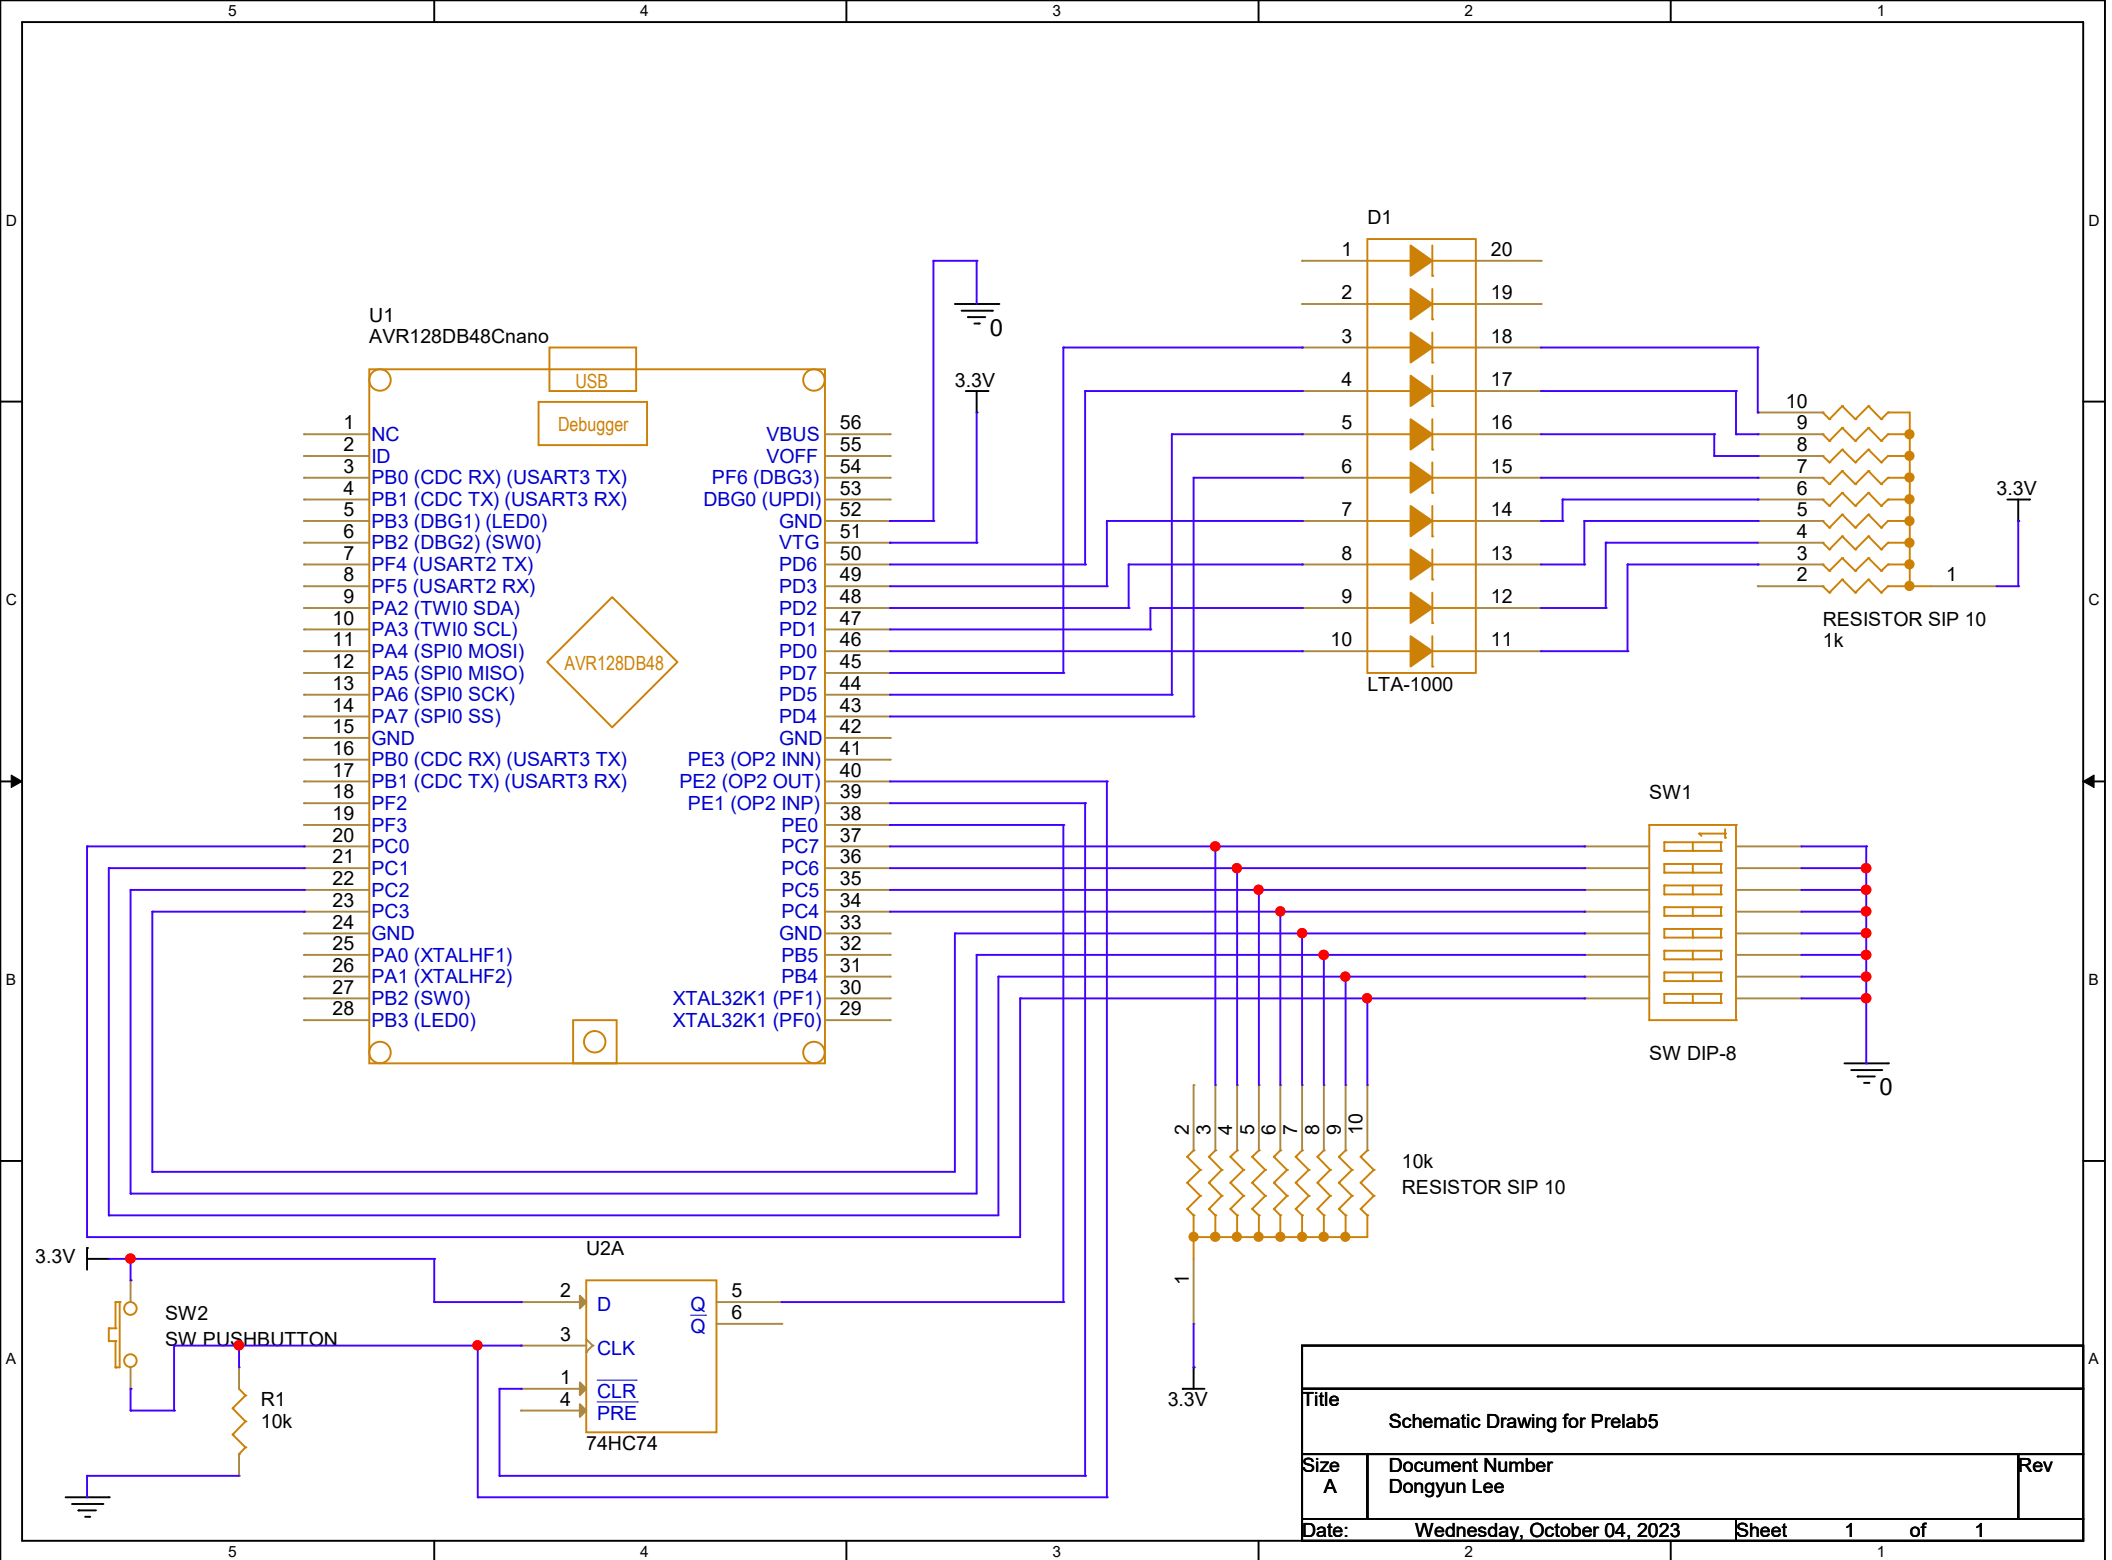 5 4 3 2 1
D D
C C
B B
A A
U1
AVR128DB48Cnano
USB
Debugger
AVR128DB48
1 NC
2 ID
3 PB0 (CDC RX) (USART3 TX)
4 PB1 (CDC TX) (USART3 RX)
5 PB3 (DBG1) (LED0)
6 PB2 (DBG2) (SW0)
7 PF4 (USART2 TX)
8 PF5 (USART2 RX)
9 PA2 (TWI0 SDA)
10 PA3 (TWI0 SCL)
11 PA4 (SPI0 MOSI)
12 PA5 (SPI0 MISO)
13 PA6 (SPI0 SCK)
14 PA7 (SPI0 SS)
15 GND
16 PB0 (CDC RX) (USART3 TX)
17 PB1 (CDC TX) (USART3 RX)
18 PF2
19 PF3
20 PC0
21 PC1
22 PC2
23 PC3
24 GND
25 PA0 (XTALHF1)
26 PA1 (XTALHF2)
27 PB2 (SW0)
28 PB3 (LED0)
VBUS 56
VOFF 55
PF6 (DBG3) 54
DBG0 (UPDI) 53
GND 52
VTG 51
PD6 50
PD3 49
PD2 48
PD1 47
PD0 46
PD7 45
PD5 44
PD4 43
GND 42
PE3 (OP2 INN) 41
PE2 (OP2 OUT) 40
PE1 (OP2 INP) 39
PE0 38
PC7 37
PC6 36
PC5 35
PC4 34
GND 33
PB5 32
PB4 31
XTAL32K1 (PF1) 30
XTAL32K1 (PF0) 29
0
3.3V
D1
1 20
2 19
3 18
4 17
5 16
6 15
7 14
8 13
9 12
10 11
LTA-1000
10
9
8
7
6
5
4
3
2 1
3.3V
RESISTOR SIP 10
1k
SW1
1
SW DIP-8
0
2 3 4 5 6 7 8 9 10
10k
RESISTOR SIP 10
1
3.3V
3.3V
SW2
SW PUSHBUTTON
R1
10k
U2A
2 D Q 5
Q 6
3 CLK
1 CLR
4 PRE
74HC74
Title
Schematic Drawing for Prelab5
Size Document Number Rev
A Dongyun Lee
Date: Wednesday, October 04, 2023 Sheet 1 of 1
5 4 3 2 1